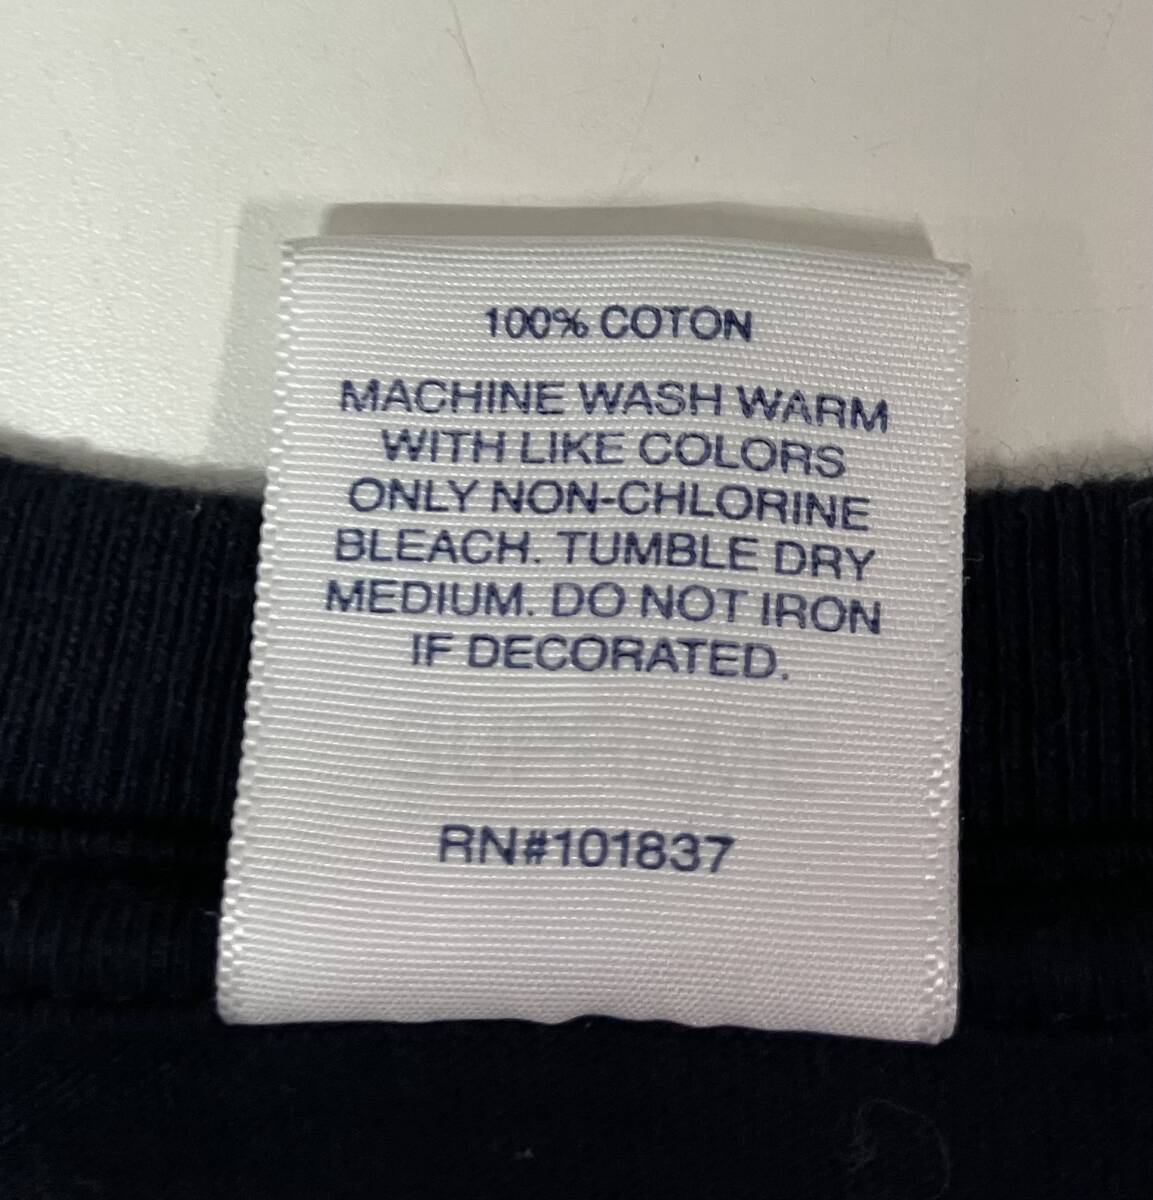 100% COTON
MACHINE WASH WARM
WITH LIKE COLORS
ONLY NON-CHLORINE
BLEACH. TUMBLE DRY
MEDIUM. DO NOT IRON
IF DECORATED.
RN#101837